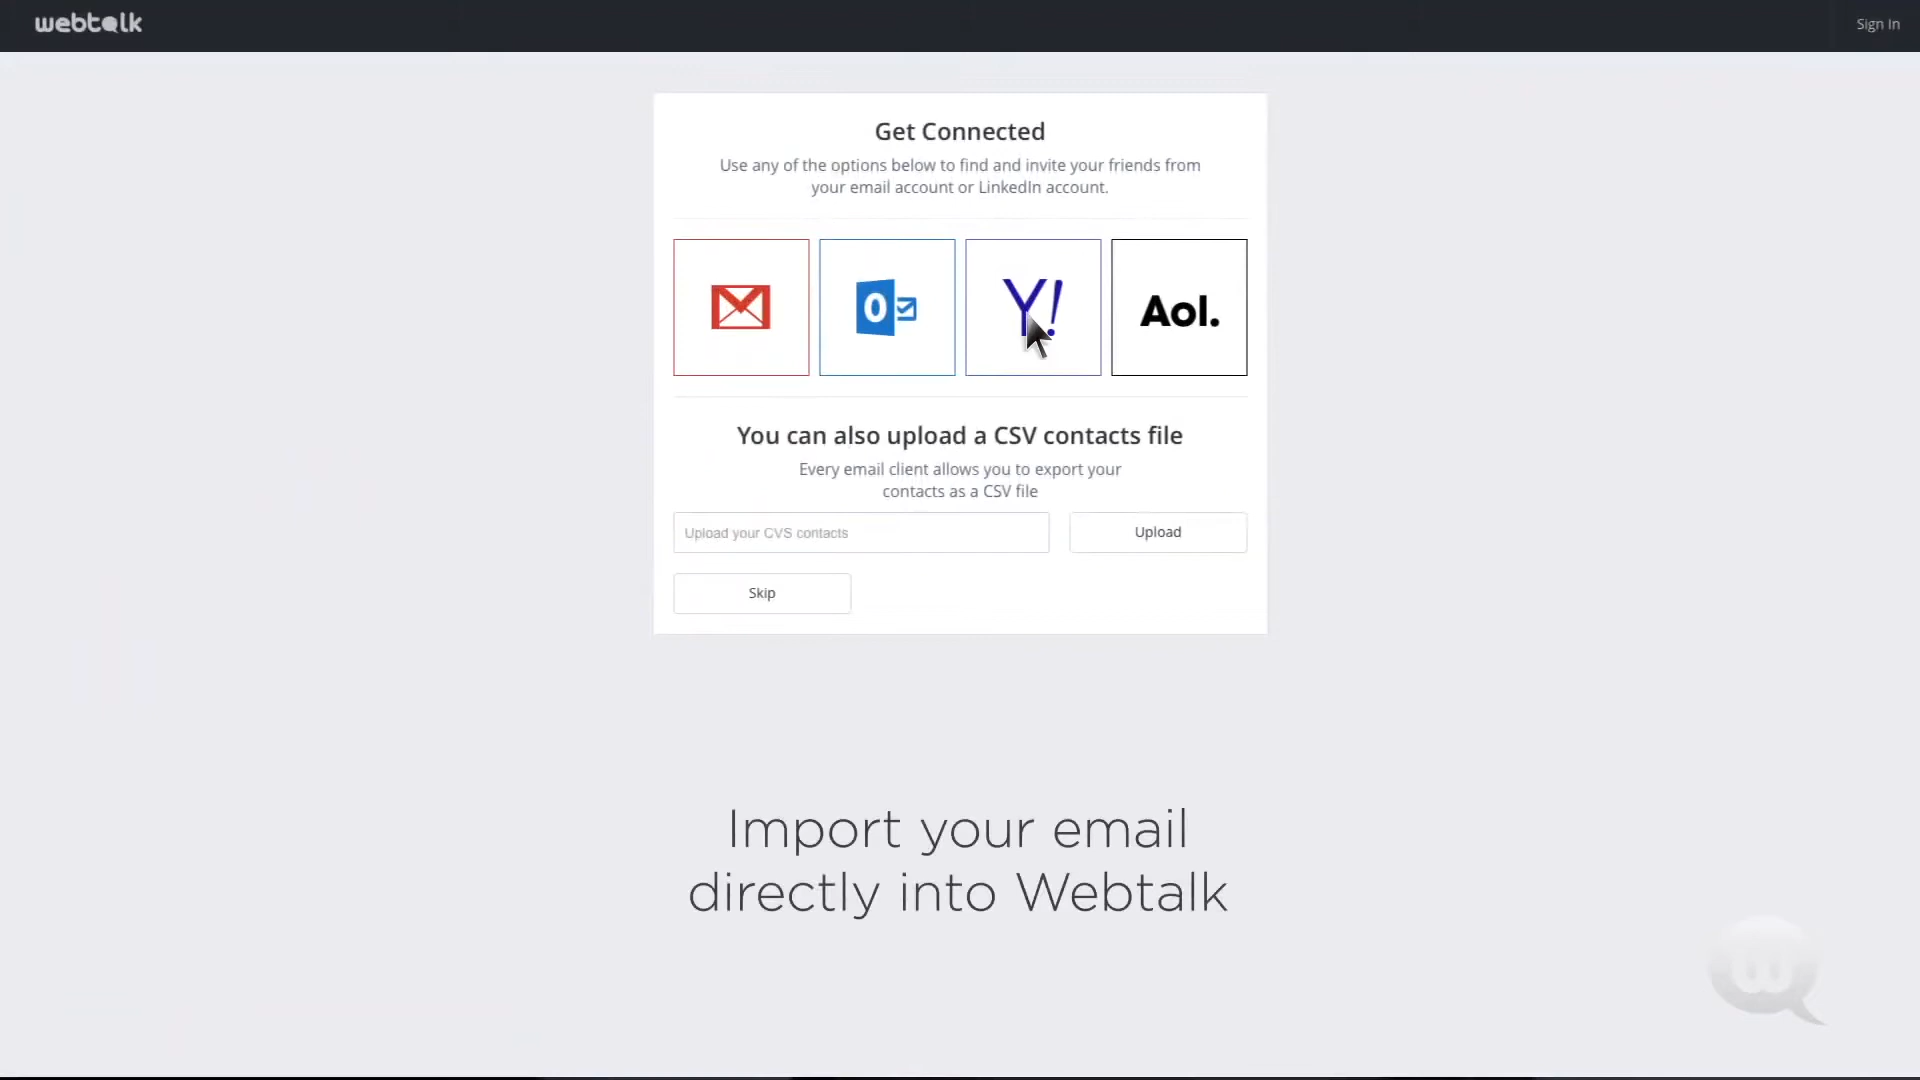 webtalk
Sign In
Get Connected
Use any of the options below to find and invite your friends from
your email account or LinkedIn account.
Y!
Aol.
You can also upload a CSV contacts file
Every email client allows you to export your
contacts as a CSV file
Upload your CVS contacts
Upload
Skip
Import your email
directly into Webtalk
w